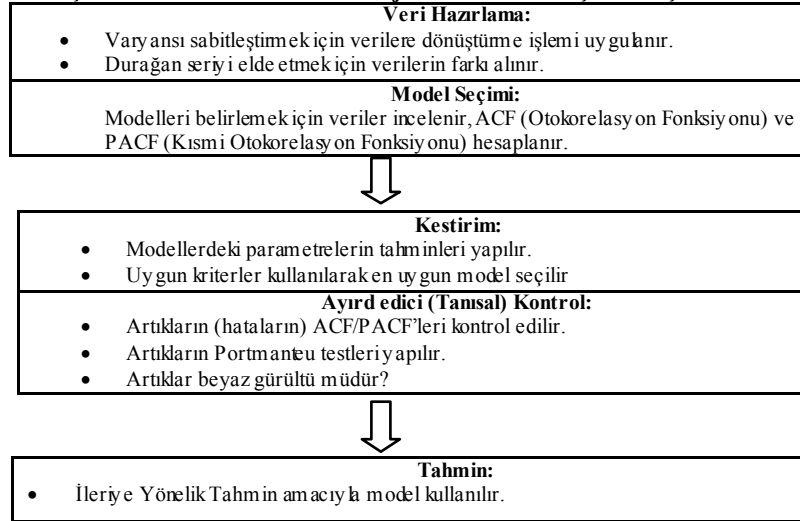 Veri Hazırlama:
• Varyansı sabitleştirmek için verilere dönüştürme işlemi uygulanır.
• Durağan seriyi elde etmek için verilerin farkı alınır.
Model Seçimi:
Modelleri belirlemek için veriler incelenir, ACF (Otokorelasyon Fonksiyonu) ve
PACF (Kısmi Otokorelasyon Fonksiyonu) hesaplanır.
Kestirim:
• Modellerdeki parametrelerin tahminleri yapılır.
• Uygun kriterler kullanılarak en uygun model seçilir
Ayırd edici (Tanısal) Kontrol:
• Artıkların (hataların) ACF/PACF’leri kontrol edilir.
• Artıkların Portmanteu testleri yapılır.
• Artıklar beyaz gürültü müdür?
Tahmin:
• İleriye Yönelik Tahmin amacıyla model kullanılır.